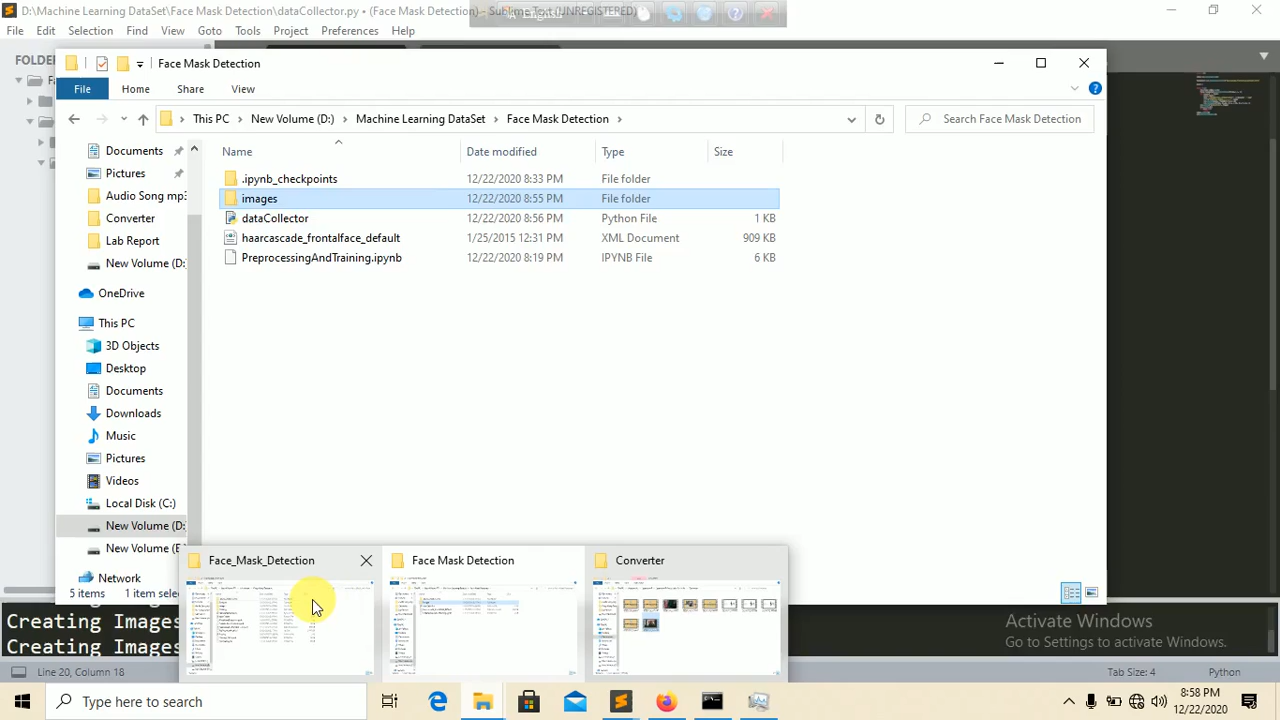 D:\Machine Learning DataSet\Face Mask Detection\dataCollector.py • (Face Mask Detection) - Sublime Text (UNREGISTERED)
File Edit Selection Find View Goto Tools Project Preferences Help
Face Mask Detection
File Home Share View
This PC New Volume (D:) Machine Learning DataSet Face Mask Detection
Search Face Mask Detection
Name Date modified Type Size
.ipynb_checkpoints 12/22/2020 8:33 PM File folder
images 12/22/2020 8:55 PM File folder
dataCollector 12/22/2020 8:56 PM Python File 1 KB
haarcascade_frontalface_default 1/25/2015 12:31 PM XML Document 909 KB
PreprocessingAndTraining.ipynb 12/22/2020 8:19 PM IPYNB File 6 KB
Documents
Pictures
Audio Song mp3
Converter
Lab Report
New Volume (D:
OneDrive
This PC
3D Objects
Desktop
Documents
Downloads
Music
Pictures
Videos
Local Disk (C:)
New Volume (D:
New Volume (E
Network
5 items 1 item sele
Face_Mask_Detection
Face Mask Detection
Converter
Creating Imag
Creating Image
Activate Windows
Go to Settings to activate Windows.
Line 23, Column 18 Tab Size: 4 Python
Type here to search
8:58 PM
12/22/2020